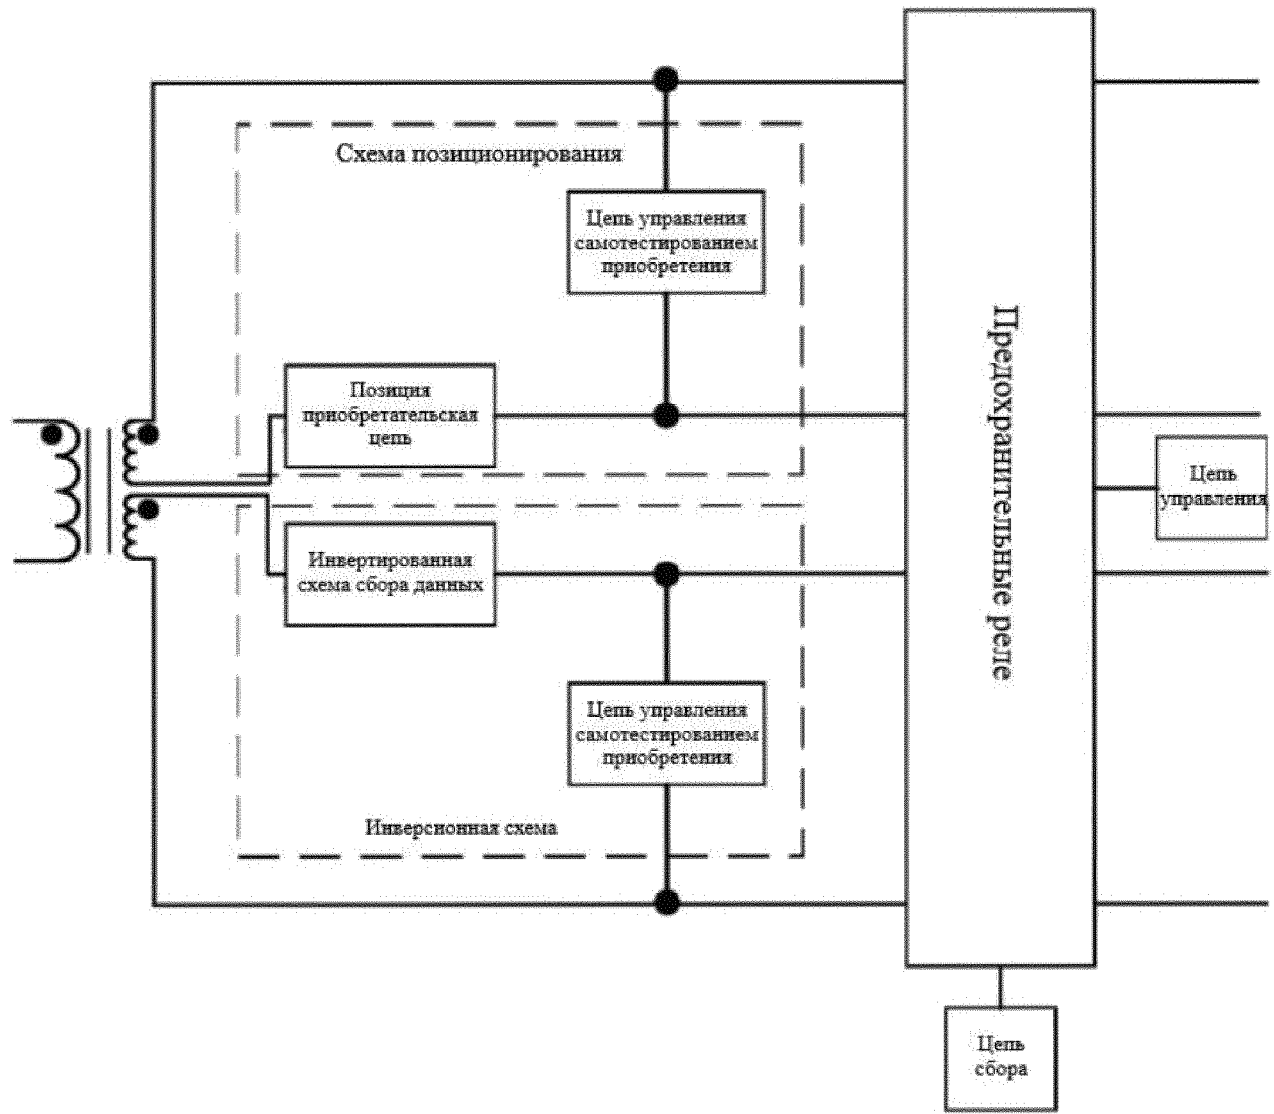 Схема позиционирования
Цепь управления
самотестированием
приобретения
Позиция
приобретательская
цепь
Предохранительные реле
Цепь
управления
Инвертированная
схема сбора данных
Цепь управления
самотестированием
приобретения
Инверсионная схема
Цепь
сбора